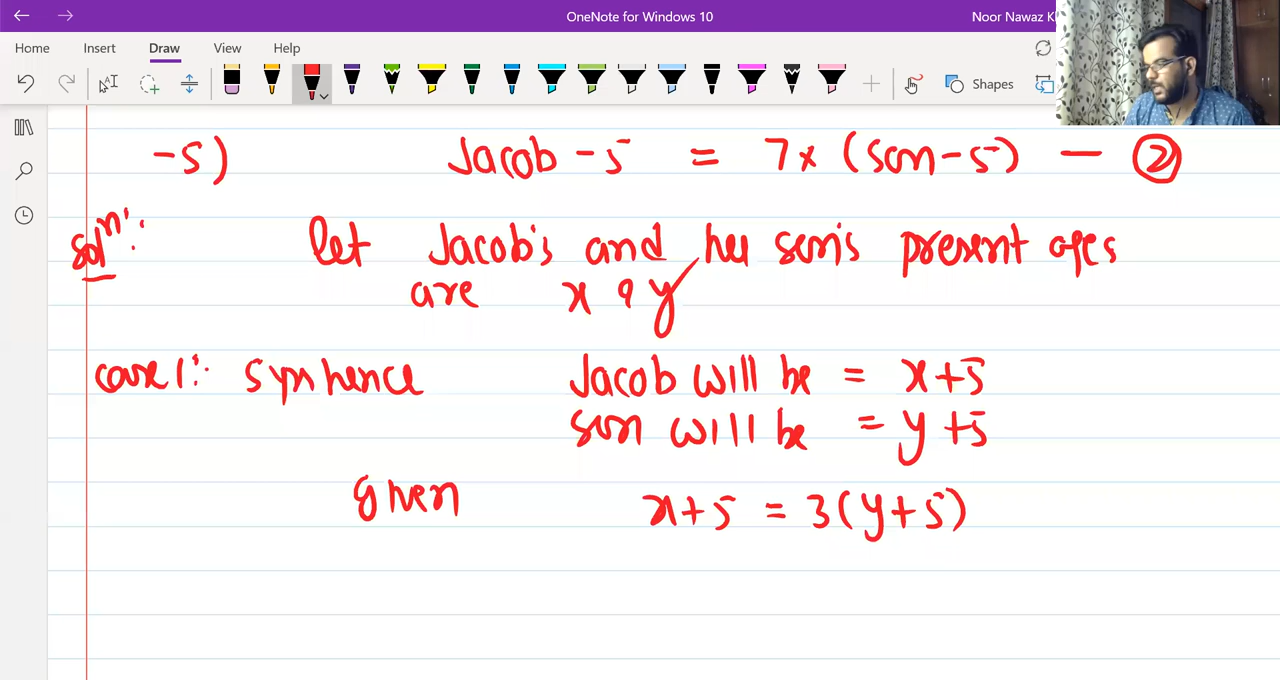 OneNote for Windows 10
Noor Nawaz K
Home Insert Draw View Help
Shapes
-5) Jacob - 5 = 7 x (son - 5) — ②
Solⁿ: let Jacob's and her son's present ages
are x & y
case 1: 5 yrs hence Jacob will be = x+5
son will be = y+5
given x+5 = 3(y+5)